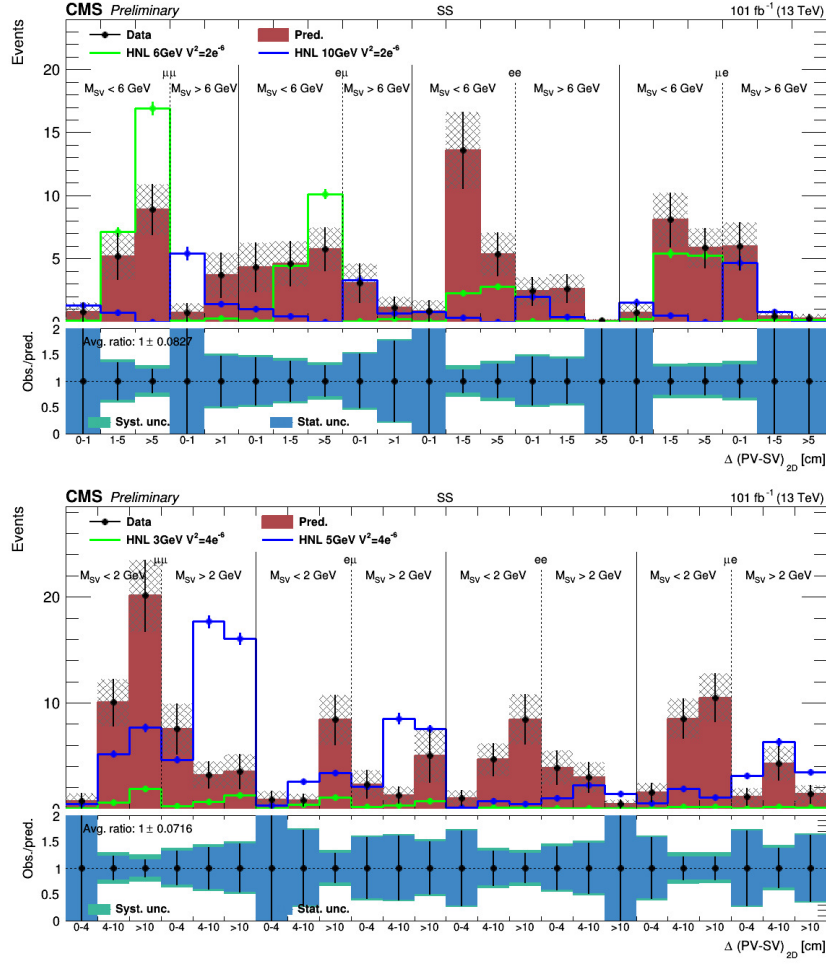 CMS Preliminary SS 101 fb⁻¹ (13 TeV)
Events
Data Pred.
HNL 6GeV V²=2e⁻⁶ HNL 10GeV V²=2e⁻⁶
20
15
10
5
0
μμ eμ ee μe
M_SV < 6 GeV M_SV > 6 GeV M_SV < 6 GeV M_SV > 6 GeV M_SV < 6 GeV M_SV > 6 GeV M_SV < 6 GeV M_SV > 6 GeV
Obs./pred.
2
1.5
1
0.5
0
Avg. ratio: 1 ± 0.0827
Syst. unc. Stat. unc.
0-1 1-5 >5 0-1 >1 0-1 1-5 >5 0-1 >1 0-1 1-5 >5 0-1 1-5 >5 0-1 1-5 >5 0-1 1-5 >5
Δ (PV-SV)_2D [cm]
CMS Preliminary SS 101 fb⁻¹ (13 TeV)
Events
Data Pred.
HNL 3GeV V²=4e⁻⁶ HNL 5GeV V²=4e⁻⁶
20
10
0
μμ eμ ee μe
M_SV < 2 GeV M_SV > 2 GeV M_SV < 2 GeV M_SV > 2 GeV M_SV < 2 GeV M_SV > 2 GeV M_SV < 2 GeV M_SV > 2 GeV
Obs./pred.
2
1.5
1
0.5
0
Avg. ratio: 1 ± 0.0716
Syst. unc. Stat. unc.
0-4 4-10 >10 0-4 4-10 >10 0-4 4-10 >10 0-4 4-10 >10 0-4 4-10 >10 0-4 4-10 >10 0-4 4-10 >10 0-4 4-10 >10
Δ (PV-SV)_2D [cm]